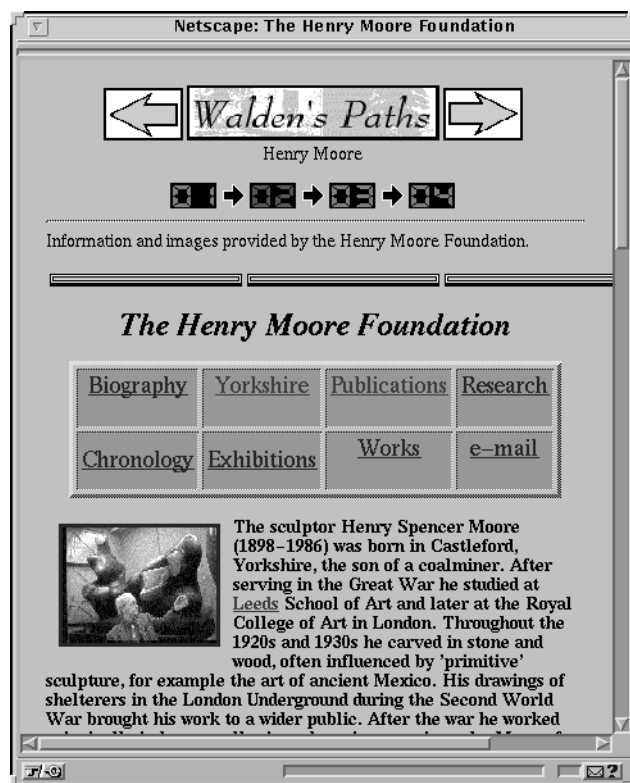 Netscape: The Henry Moore Foundation
Walden's Paths
Henry Moore
01 02 03 04
Information and images provided by the Henry Moore Foundation.
The Henry Moore Foundation
Biography Yorkshire Publications Research
Chronology Exhibitions Works e-mail
The sculptor Henry Spencer Moore
(1898-1986) was born in Castleford,
Yorkshire, the son of a coalminer. After
serving in the Great War he studied at
Leeds School of Art and later at the Royal
College of Art in London. Throughout the
1920s and 1930s he carved in stone and
wood, often influenced by 'primitive'
sculpture, for example the art of ancient Mexico. His drawings of
shelterers in the London Underground during the Second World
War brought his work to a wider public. After the war he worked